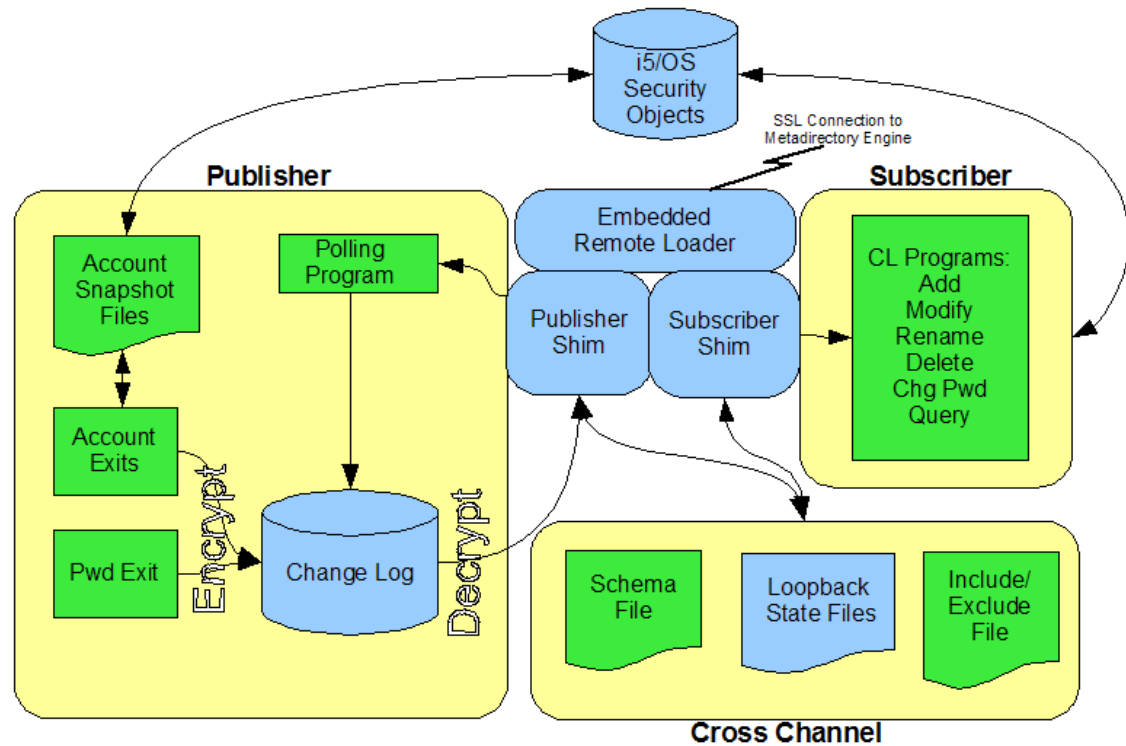 i5/OS
Security
Objects
SSL Connection to
Metadirectory Engine
Publisher
Subscriber
Account
Snapshot
Files
Polling
Program
Embedded
Remote Loader
Publisher
Shim
Subscriber
Shim
CL Programs:
Add
Modify
Rename
Delete
Chg Pwd
Query
Account
Exits
Pwd Exit
Encrypt
Change Log
Decrypt
Schema
File
Loopback
State Files
Include/
Exclude
File
Cross Channel